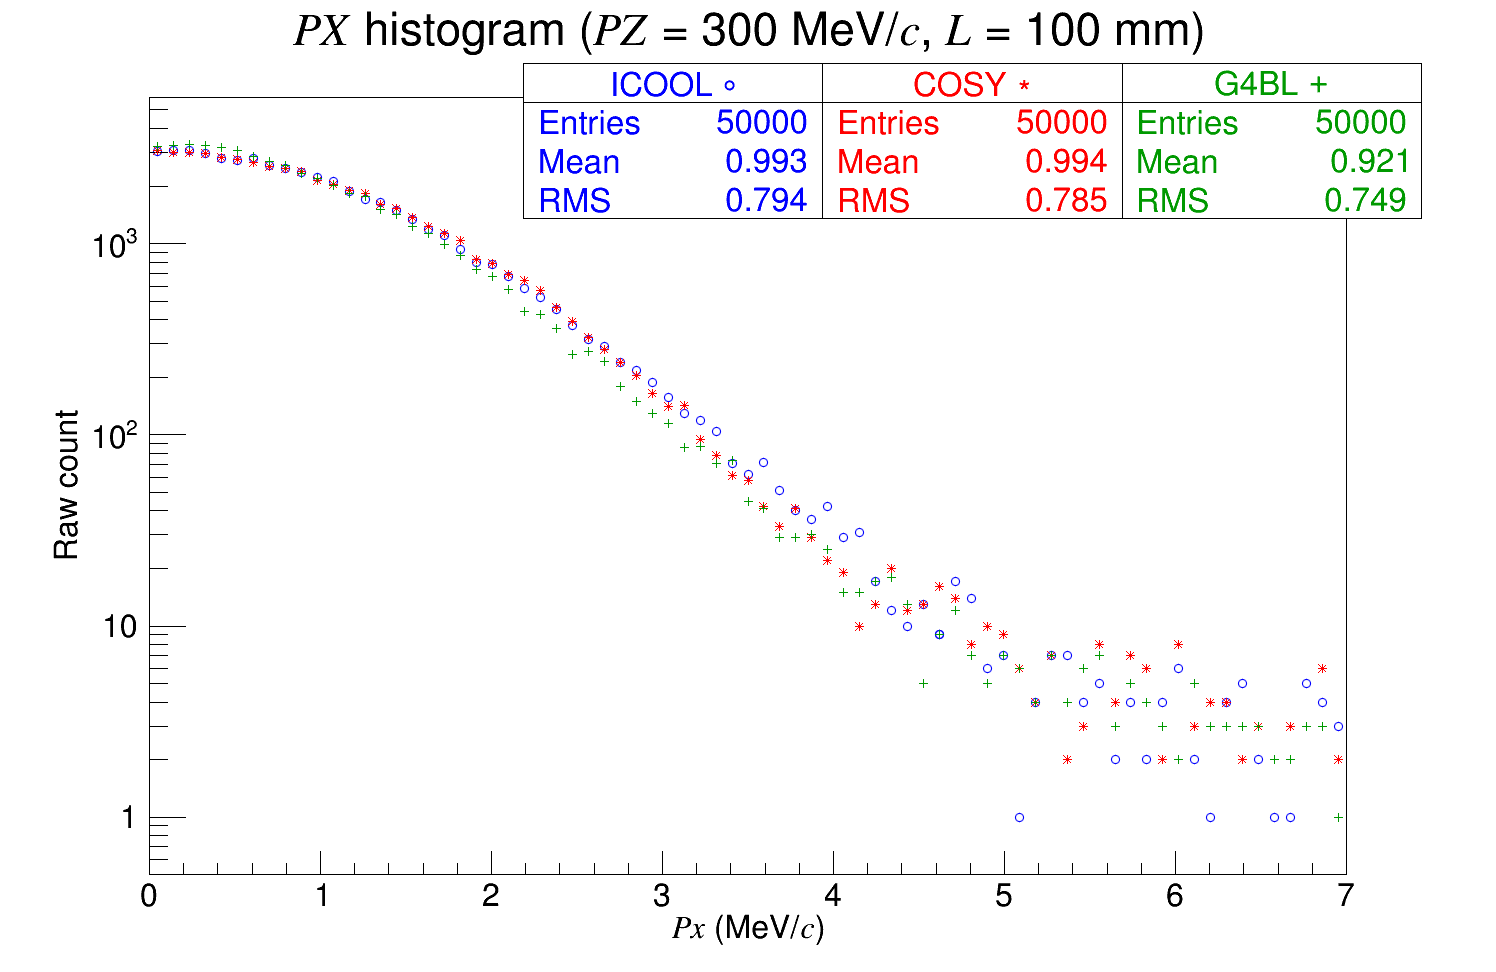 PX histogram (PZ = 300 MeV/c, L = 100 mm)
ICOOL ∘ COSY * G4BL +
Entries 50000 Entries 50000 Entries 50000
Mean 0.993 Mean 0.994 Mean 0.921
RMS 0.794 RMS 0.785 RMS 0.749
10³
10²
10
1
Raw count
0 1 2 3 4 5 6 7
Px (MeV/c)